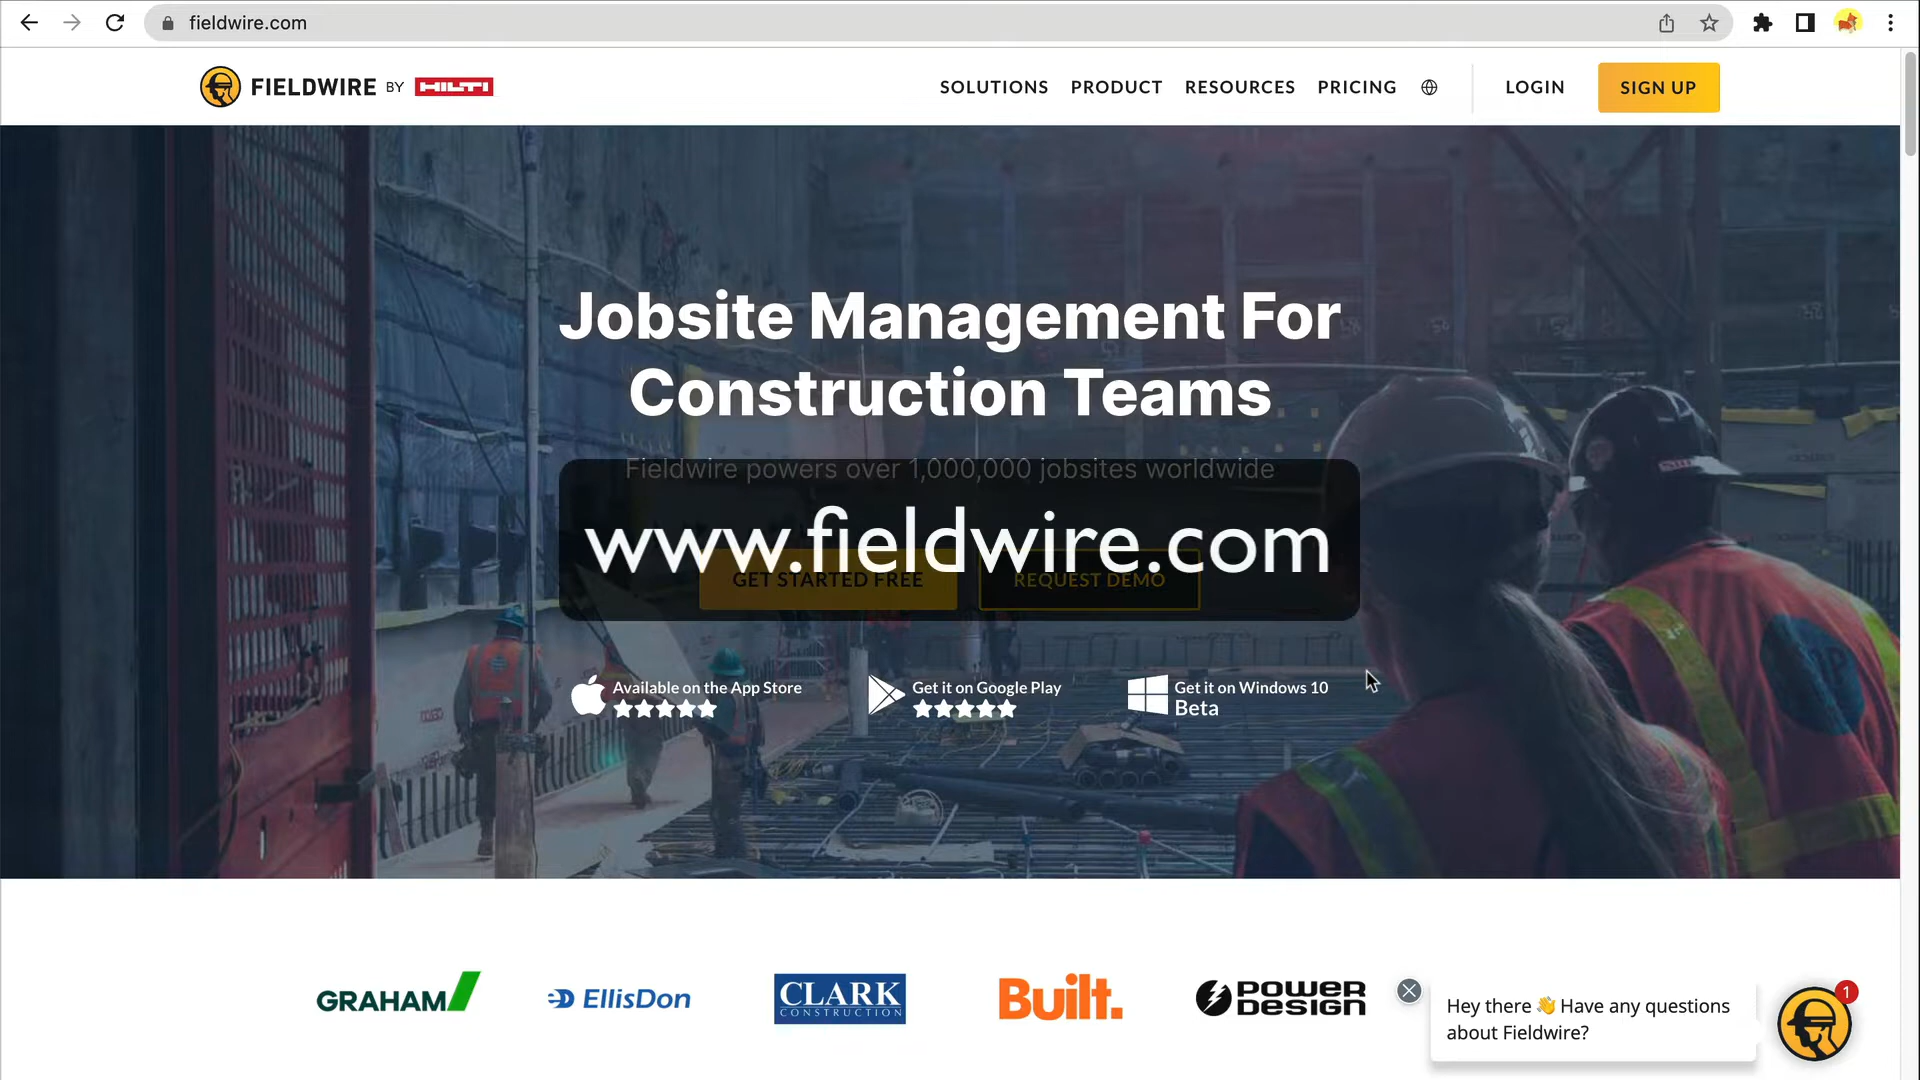 fieldwire.com
FIELDWIRE BY HILTI
SOLUTIONS PRODUCT RESOURCES PRICING LOGIN SIGN UP
Jobsite Management For
Construction Teams
Fieldwire powers over 1,000,000 jobsites worldwide
www.fieldwire.com
GET STARTED FREE REQUEST DEMO
Available on the App Store
Get it on Google Play
Get it on Windows 10
Beta
GRAHAM
EllisDon
CLARK
CONSTRUCTION
Built.
POWER
DESIGN
Hey there 👋 Have any questions
about Fieldwire?
1